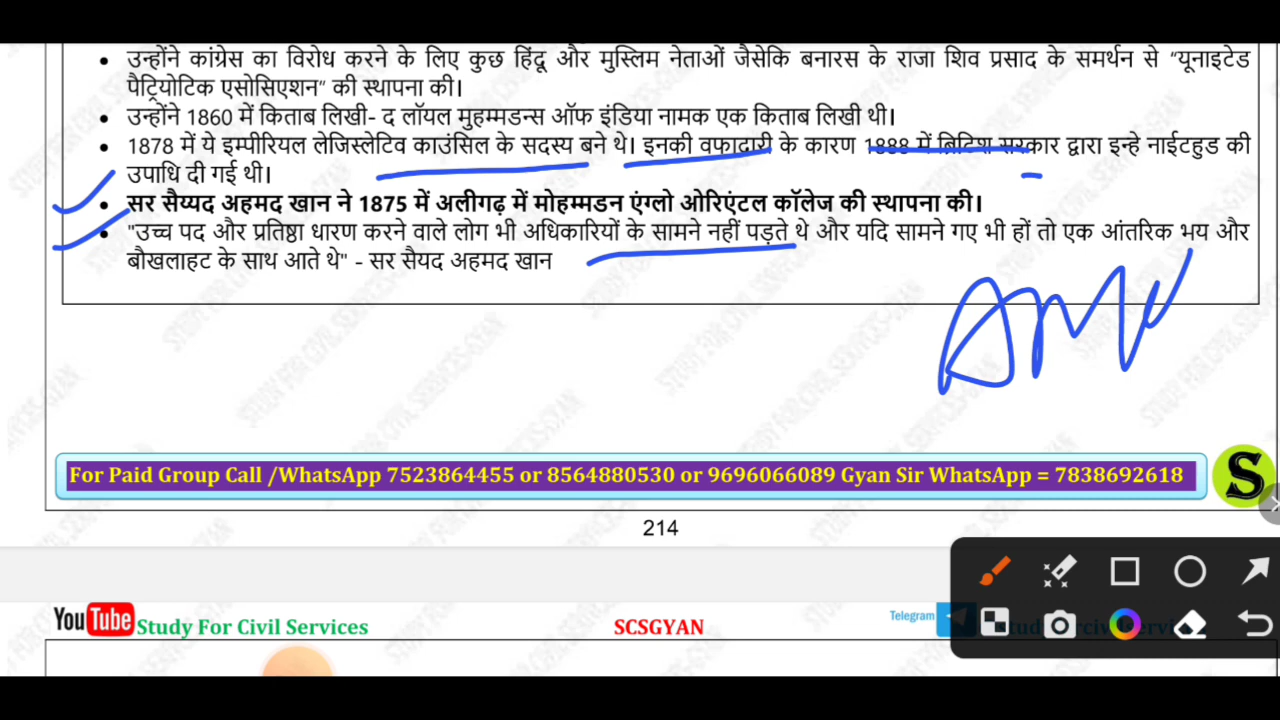 उन्होंने कांग्रेस का विरोध करने के लिए कुछ हिंदू और मुस्लिम नेताओं जैसेकि बनारस के राजा शिव प्रसाद के समर्थन से "यूनाइटेड
पैट्रियोटिक एसोसिएशन" की स्थापना की।
उन्होंने 1860 में किताब लिखी- द लॉयल मुहम्मडन्स ऑफ इंडिया नामक एक किताब लिखी थी।
1878 में ये इम्पीरियल लेजिस्लेटिव काउंसिल के सदस्य बने थे। इनकी वफादारी के कारण 1888 में ब्रिटिश सरकार द्वारा इन्हे नाईटहुड की
उपाधि दी गई थी।
सर सैय्यद अहमद खान ने 1875 में अलीगढ़ में मोहम्मडन एंग्लो ओरिएंटल कॉलेज की स्थापना की।
"उच्च पद और प्रतिष्ठा धारण करने वाले लोग भी अधिकारियों के सामने नहीं पड़ते थे और यदि सामने गए भी हों तो एक आंतरिक भय और
बौखलाहट के साथ आते थे" - सर सैयद अहमद खान
For Paid Group Call /WhatsApp 7523864455 or 8564880530 or 9696066089 Gyan Sir WhatsApp = 7838692618
S
214
YouTube Study For Civil Services SCSGYAN Telegram